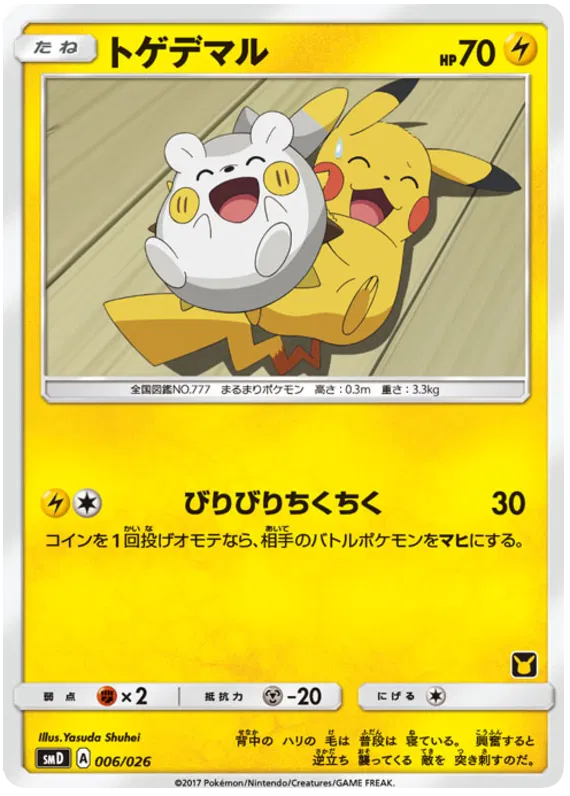 たね トゲデマル HP70
全国図鑑NO.777 まるまりポケモン 高さ:0.3m 重さ:3.3kg
びりびりちくちく 30
コインを1回投げオモテなら、相手のバトルポケモンをマヒにする。
弱点 ×2 抵抗力 -20 にげる
Illus.Yasuda Shuhei
背中の ハリの 毛は 普段は 寝ている。 興奮すると
逆立ち 襲ってくる 敵を 突き刺すのだ。
SMD A 006/026
©2017 Pokémon/Nintendo/Creatures/GAME FREAK.